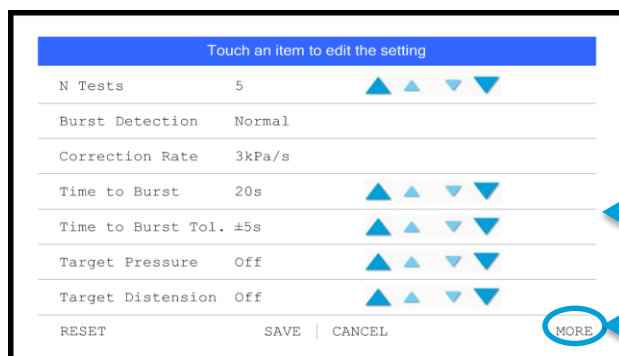 Touch an item to edit the setting
N Tests 5
Burst Detection Normal
Correction Rate 3kPa/s
Time to Burst 20s
Time to Burst Tol. ±5s
Target Pressure Off
Target Distension Off
RESET SAVE | CANCEL MORE